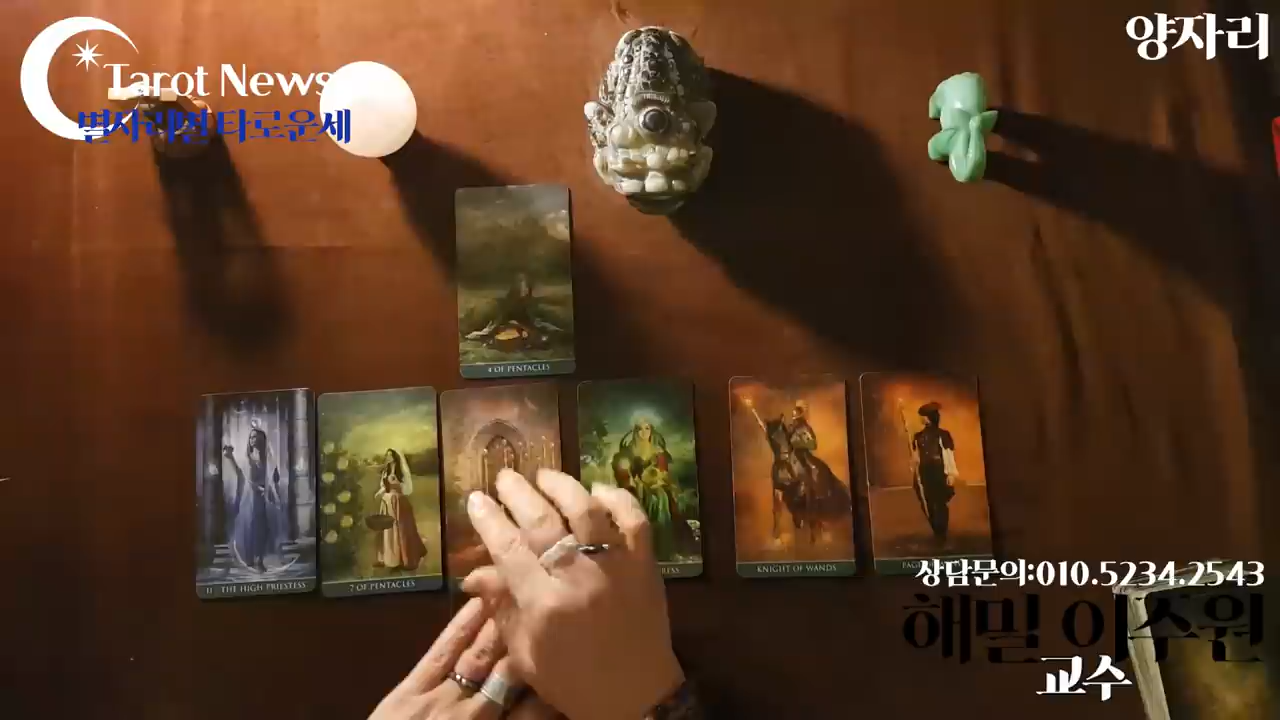 Tarot News
별자리별 타로운세
양자리
4 OF PENTACLES
II THE HIGH PRIESTESS
7 OF PENTACLES
KNIGHT OF WANDS
상담문의:010.5234.2543
해밀 이주원
교수